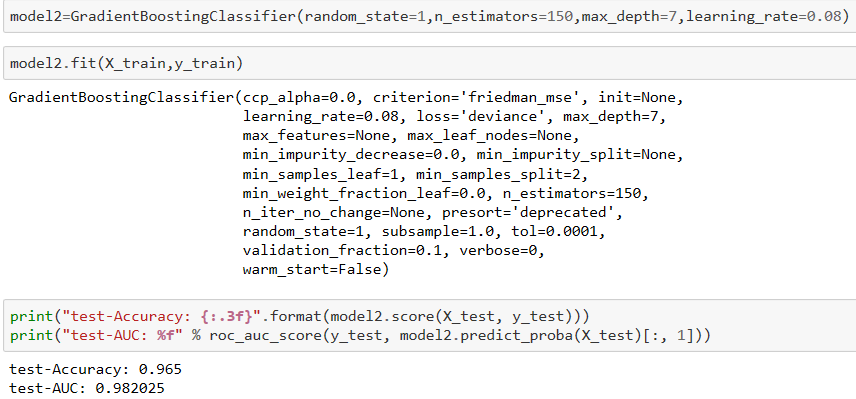 model2=GradientBoostingClassifier(random_state=1,n_estimators=150,max_depth=7,learning_rate=0.08)
model2.fit(X_train,y_train)
GradientBoostingClassifier(ccp_alpha=0.0, criterion='friedman_mse', init=None,
learning_rate=0.08, loss='deviance', max_depth=7,
max_features=None, max_leaf_nodes=None,
min_impurity_decrease=0.0, min_impurity_split=None,
min_samples_leaf=1, min_samples_split=2,
min_weight_fraction_leaf=0.0, n_estimators=150,
n_iter_no_change=None, presort='deprecated',
random_state=1, subsample=1.0, tol=0.0001,
validation_fraction=0.1, verbose=0,
warm_start=False)
print("test-Accuracy: {:.3f}".format(model2.score(X_test, y_test)))
print("test-AUC: %f" % roc_auc_score(y_test, model2.predict_proba(X_test)[:, 1]))
test-Accuracy: 0.965
test-AUC: 0.982025